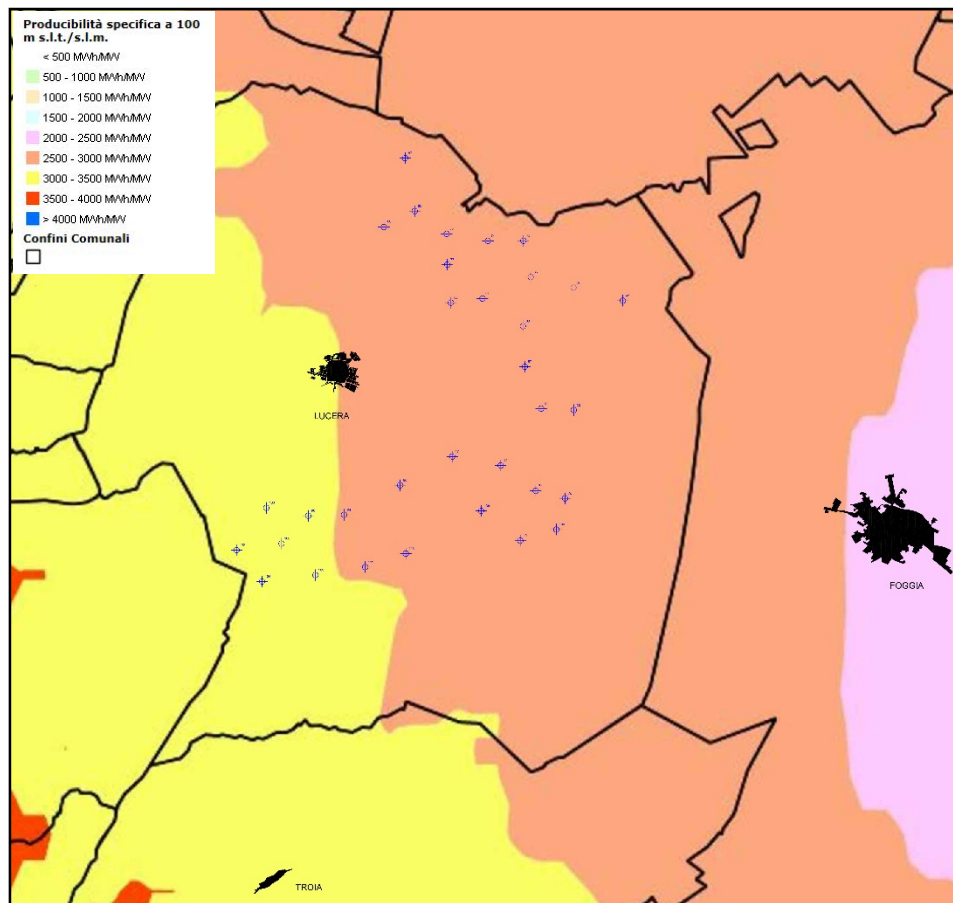 Producibilità specifica a 100
m s.l.t./s.l.m.
< 500 MWh/MW
500 - 1000 MWh/MW
1000 - 1500 MWh/MW
1500 - 2000 MWh/MW
2000 - 2500 MWh/MW
2500 - 3000 MWh/MW
3000 - 3500 MWh/MW
3500 - 4000 MWh/MW
> 4000 MWh/MW
Confini Comunali
LUCERA
FOGGIA
TROIA